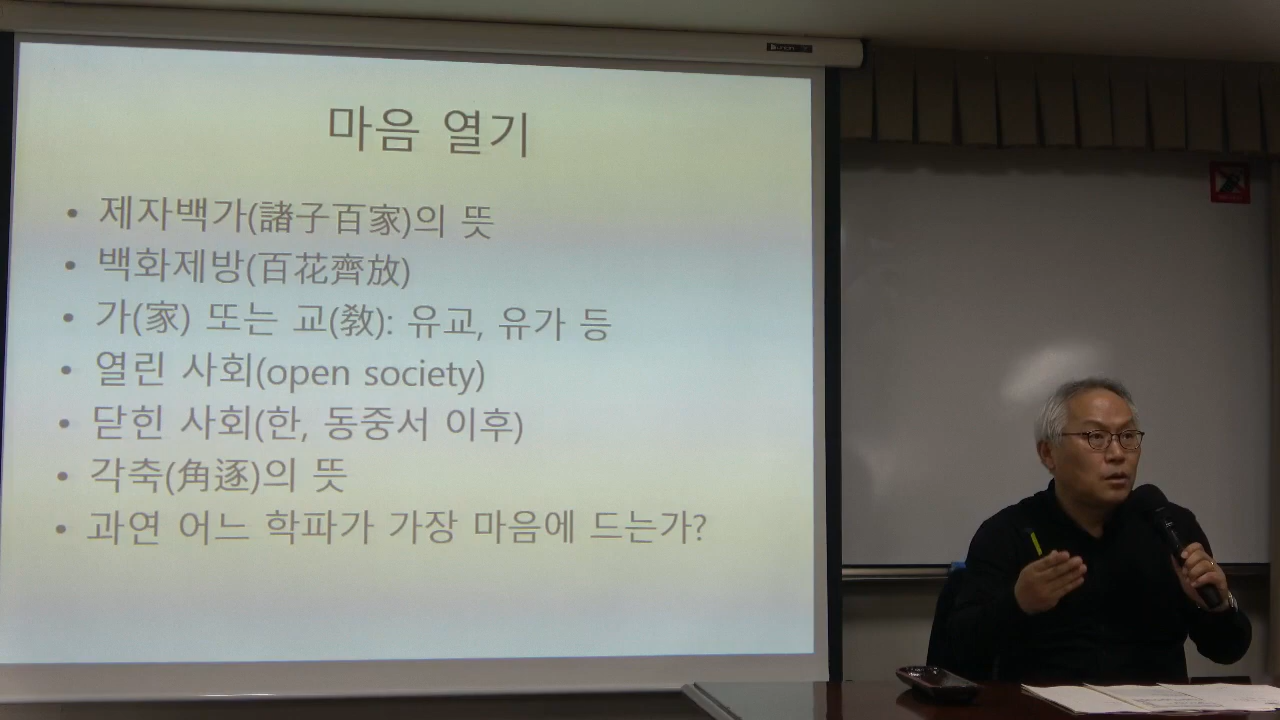 마음 열기
• 제자백가(諸子百家)의 뜻
• 백화제방(百花齊放)
• 가(家) 또는 교(敎): 유교, 유가 등
• 열린 사회(open society)
• 닫힌 사회(한, 동중서 이후)
• 각축(角逐)의 뜻
• 과연 어느 학파가 가장 마음에 드는가?